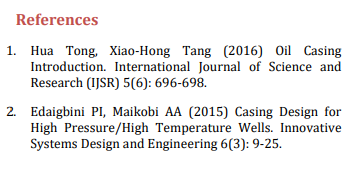 References
1. Hua Tong, Xiao-Hong Tang (2016) Oil Casing
Introduction. International Journal of Science and
Research (IJSR) 5(6): 696-698.
2. Edaigbini PI, Maikobi AA (2015) Casing Design for
High Pressure/High Temperature Wells. Innovative
Systems Design and Engineering 6(3): 9-25.